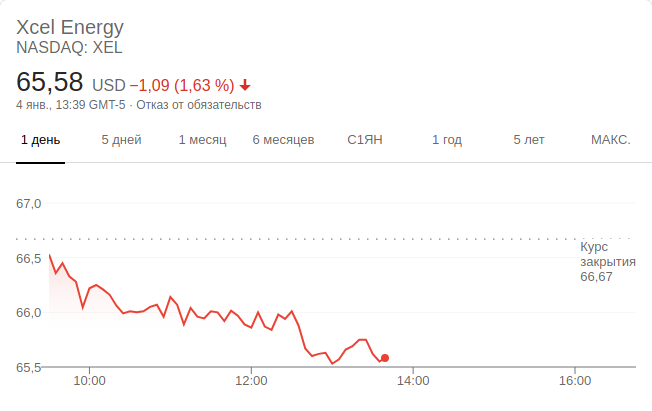 Xcel Energy
NASDAQ: XEL
65,58 USD −1,09 (1,63 %)
4 янв., 13:39 GMT-5 · Отказ от обязательств
1 день 5 дней 1 месяц 6 месяцев С1ЯН 1 год 5 лет МАКС.
67,0
Курс
закрытия
66,67
66,5
66,0
65,5
10:00 12:00 14:00 16:00